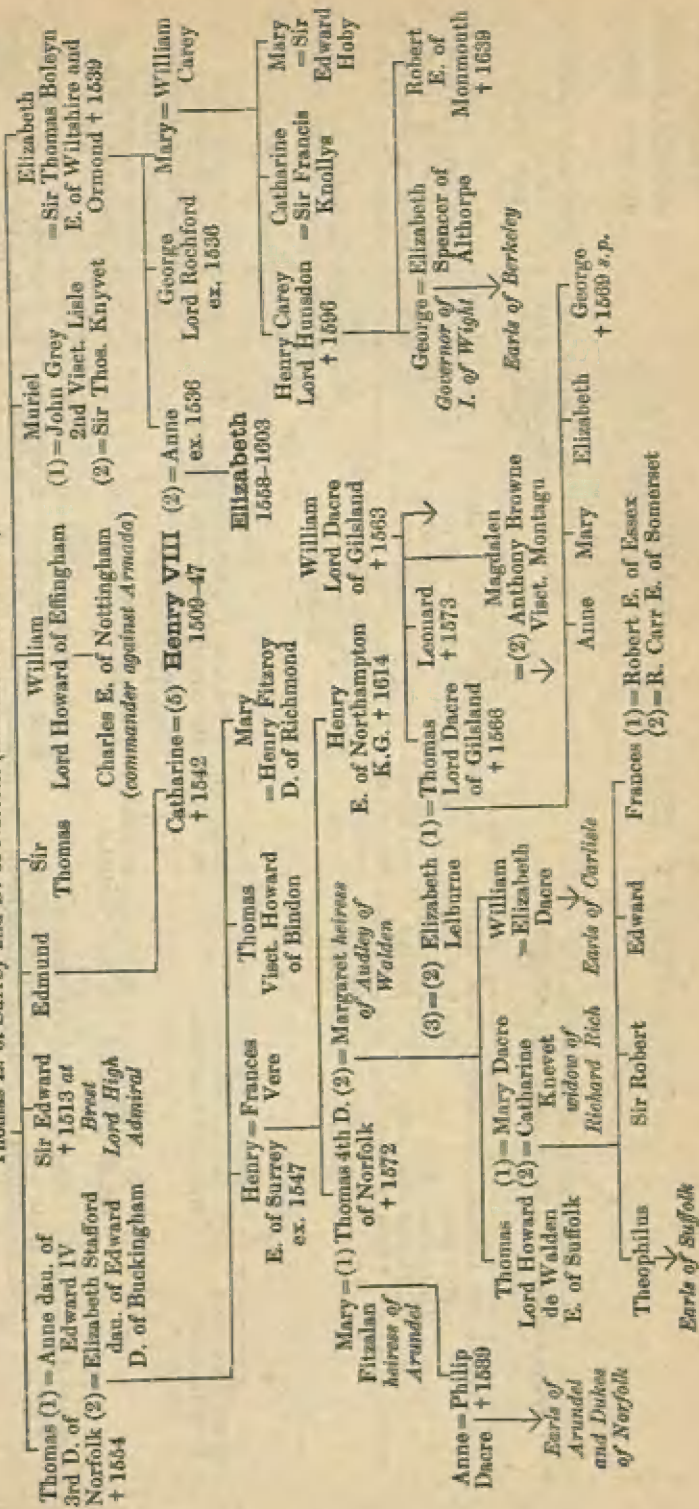 Thomas E. of Surrey and D. of Norfolk
Thomas (1) = Anne dau. of
3rd D. of Edward IV
Norfolk (2) = Elizabeth Stafford
† 1554 dau. of Edward
D. of Buckingham
Sir Edward
† 1513 at
Brest
Lord High
Admiral
Edmund
Sir
Thomas
William
Lord Howard of Effingham
Charles E. of Nottingham
(commander against Armada)
Muriel
(1) = John Grey
2nd Visct. Lisle
(2) = Sir Thos. Knyvet
Elizabeth
= Sir Thomas Boleyn
E. of Wiltshire and
Ormond † 1539
Catharine = (5) Henry VIII (2) = Anne
† 1542 1509-47 ex. 1536
Elizabeth
1558-1603
George
Lord Rochford
ex. 1536
Mary = William
Carey
Henry = Frances
E. of Surrey Vere
ex. 1547
Thomas
Visct. Howard
of Bindon
Mary
= Henry Fitzroy
D. of Richmond
Henry Carey
Lord Hunsdon
† 1596
Catharine
= Sir Francis
Knollys
Mary
= Sir
Edward
Hoby
Mary = (1) Thomas 4th D. (2) = Margaret heiress
Fitzalan of Norfolk of Audley of
heiress of † 1572 Walden
Arundel
Henry
E. of Northampton
K.G. † 1614
William
Lord Dacre
of Gilsland
† 1563
George = Elizabeth
Governor of Spencer of
I. of Wight Althorpe
Earls of Berkeley
Robert
E. of
Monmouth
† 1639
(3) = (2) Elizabeth (1) = Thomas
Leiburne Lord Dacre
of Gilsland
† 1566
Leonard
† 1573
Magdalen
= (2) Anthony Browne
Visct. Montagu
Anne = Philip
Dacre † 1589
Earls of
Arundel
and Dukes
of Norfolk
Thomas (1) = Mary Dacre
Lord Howard (2) = Catharine
de Walden Knevet
E. of Suffolk widow of
Richard Rich
William
= Elizabeth
Dacre
Earls of Carlisle
Anne
Mary
Elizabeth
George
† 1569 s.p.
Theophilus
Earls of Suffolk
Sir Robert
Edward
Frances (1) = Robert E. of Essex
(2) = R. Carr E. of Somerset